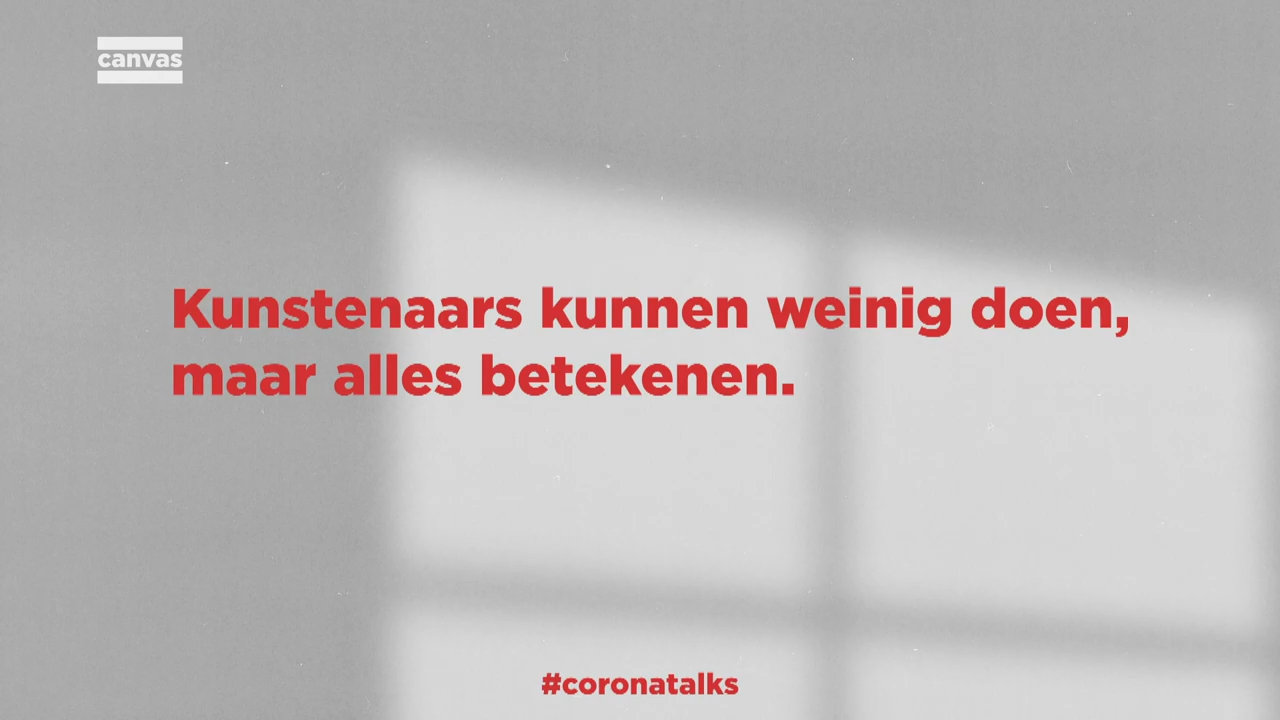 canvas
Kunstenaars kunnen weinig doen,
maar alles betekenen.
#coronatalks